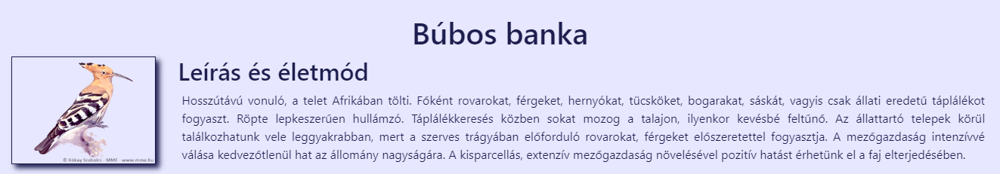 Búbos banka
Leírás és életmód
Hosszútávú vonuló, a telet Afrikában tölti. Főként rovarokat, férgeket, hernyókat, tücsköket, bogarakat, sáskát, vagyis csak állati eredetű táplálékot
fogyaszt. Röpte lepkeszerűen hullámzó. Táplálékkeresés közben sokat mozog a talajon, ilyenkor kevésbé feltűnő. Az állattartó telepek körül
találkozhatunk vele leggyakrabban, mert a szerves trágyában előforduló rovarokat, férgeket előszeretettel fogyasztja. A mezőgazdaság intenzívvé
válása kedvezőtlenül hat az állomány nagyságára. A kisparcellás, extenzív mezőgazdaság növelésével pozitív hatást érhetünk el a faj elterjedésében.
© Kókay Szabolcs - MME - www.mme.hu